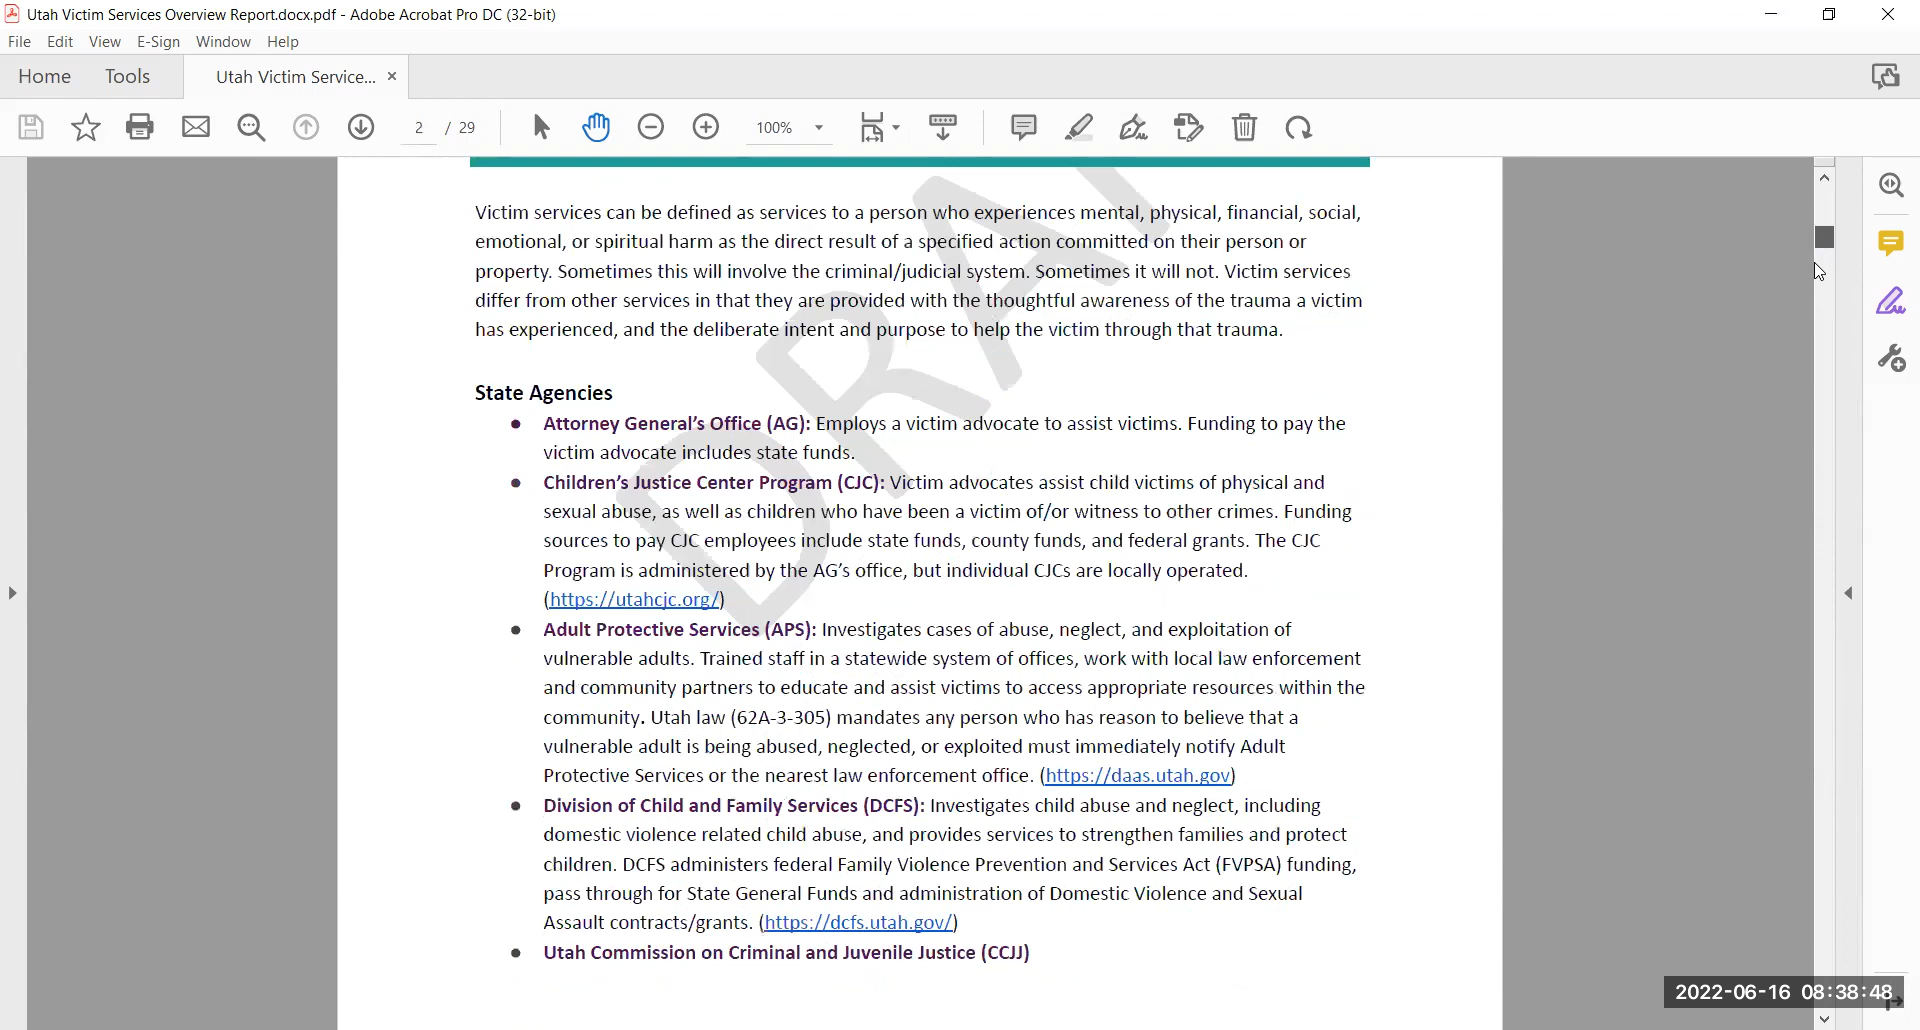 Utah Victim Services Overview Report.docx.pdf - Adobe Acrobat Pro DC (32-bit)
File Edit View E-Sign Window Help
Home Tools Utah Victim Service... ×
2 / 29 100%
DRA
Victim services can be defined as services to a person who experiences mental, physical, financial, social,
emotional, or spiritual harm as the direct result of a specified action committed on their person or
property. Sometimes this will involve the criminal/judicial system. Sometimes it will not. Victim services
differ from other services in that they are provided with the thoughtful awareness of the trauma a victim
has experienced, and the deliberate intent and purpose to help the victim through that trauma.
State Agencies
● Attorney General’s Office (AG): Employs a victim advocate to assist victims. Funding to pay the
victim advocate includes state funds.
● Children’s Justice Center Program (CJC): Victim advocates assist child victims of physical and
sexual abuse, as well as children who have been a victim of/or witness to other crimes. Funding
sources to pay CJC employees include state funds, county funds, and federal grants. The CJC
Program is administered by the AG’s office, but individual CJCs are locally operated.
(https://utahcjc.org/)
● Adult Protective Services (APS): Investigates cases of abuse, neglect, and exploitation of
vulnerable adults. Trained staff in a statewide system of offices, work with local law enforcement
and community partners to educate and assist victims to access appropriate resources within the
community. Utah law (62A-3-305) mandates any person who has reason to believe that a
vulnerable adult is being abused, neglected, or exploited must immediately notify Adult
Protective Services or the nearest law enforcement office. (https://daas.utah.gov)
● Division of Child and Family Services (DCFS): Investigates child abuse and neglect, including
domestic violence related child abuse, and provides services to strengthen families and protect
children. DCFS administers federal Family Violence Prevention and Services Act (FVPSA) funding,
pass through for State General Funds and administration of Domestic Violence and Sexual
Assault contracts/grants. (https://dcfs.utah.gov/)
● Utah Commission on Criminal and Juvenile Justice (CCJJ)
2022-06-16 08:38:48